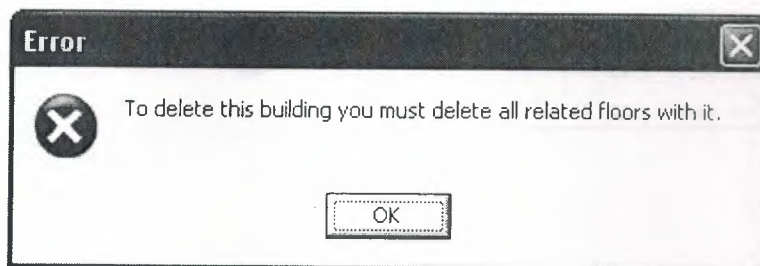 Error
To delete this building you must delete all related floors with it.
OK